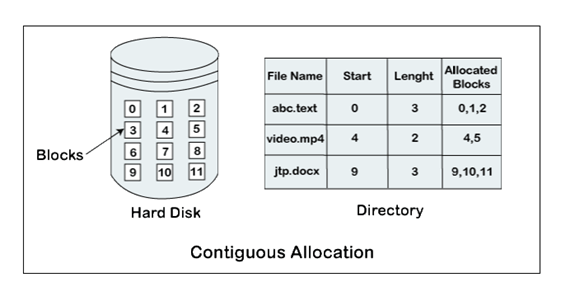 File Name Start Lenght Allocated Blocks
abc.text 0 3 0,1,2
video.mp4 4 2 4,5
jtp.docx 9 3 9,10,11
0 1 2
3 4 5
6 7 8
9 10 11
Blocks
Hard Disk
Directory
Contiguous Allocation